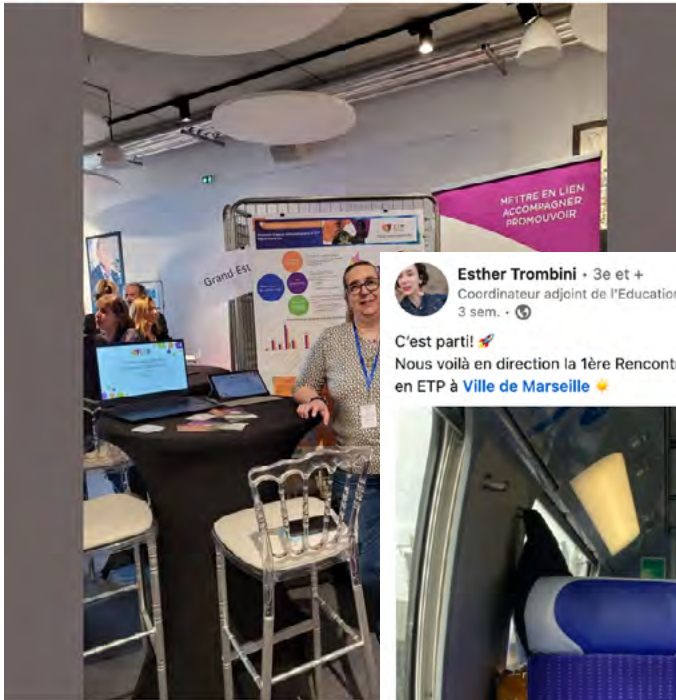 METTRE EN LIEN
ACCOMPAGNER
PROMOUVOIR
Grand Est
Esther Trombini • 3e et +
Coordinateur adjoint de l'Education
3 sem. •
C'est parti! 🚀
Nous voilà en direction la 1ère Rencont
en ETP à Ville de Marseille ☀️